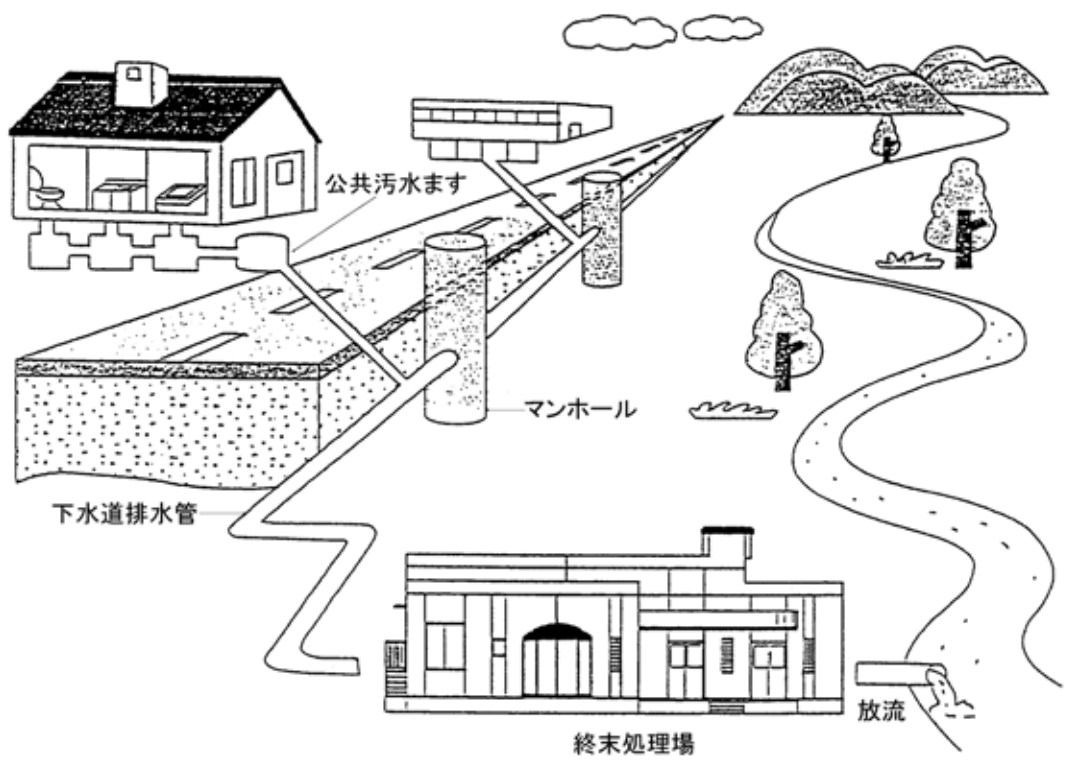 公共汚水ます
マンホール
下水道排水管
放流
終末処理場